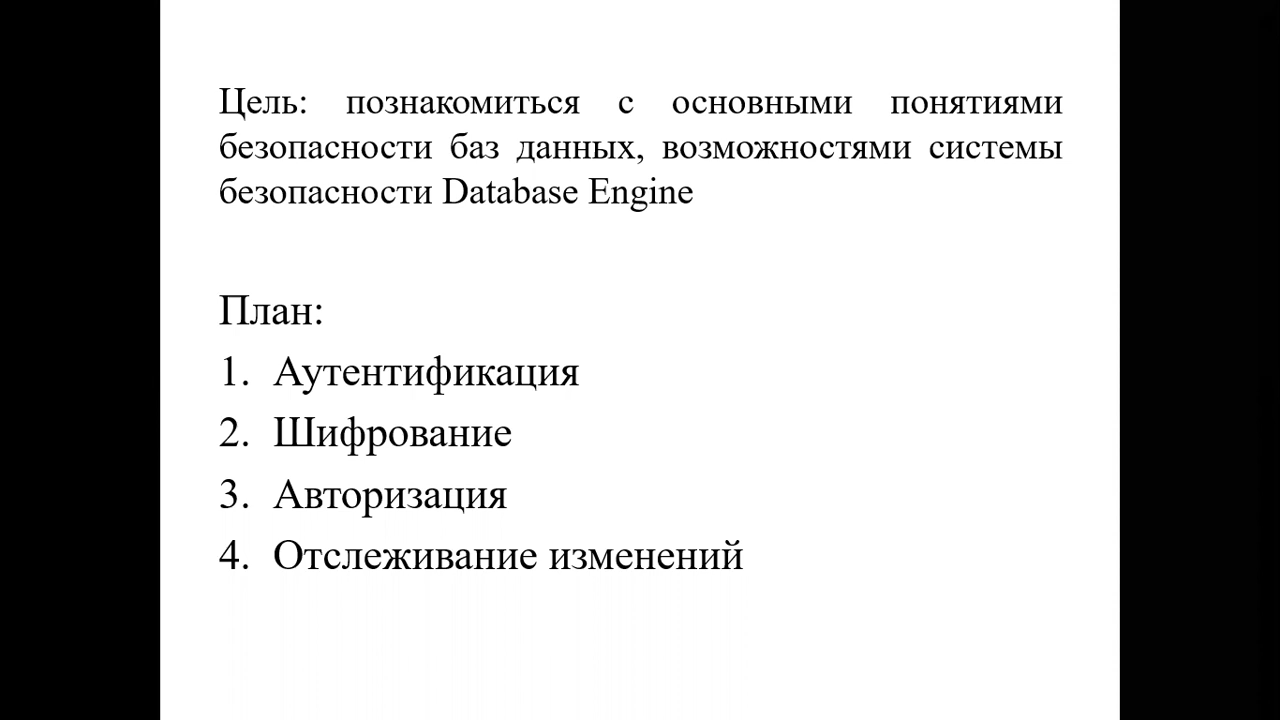 Цель: познакомиться с основными понятиями
безопасности баз данных, возможностями системы
безопасности Database Engine
План:
1. Аутентификация
2. Шифрование
3. Авторизация
4. Отслеживание изменений